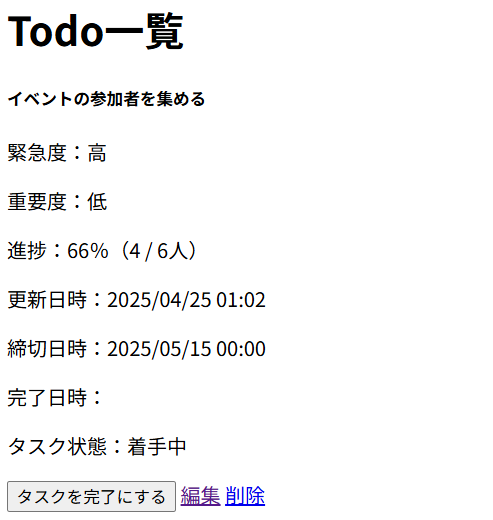 Todo一覧
イベントの参加者を集める
緊急度：高
重要度：低
進捗：66%（4 / 6人）
更新日時：2025/04/25 01:02
締切日時：2025/05/15 00:00
完了日時：
タスク状態：着手中
タスクを完了にする 編集 削除